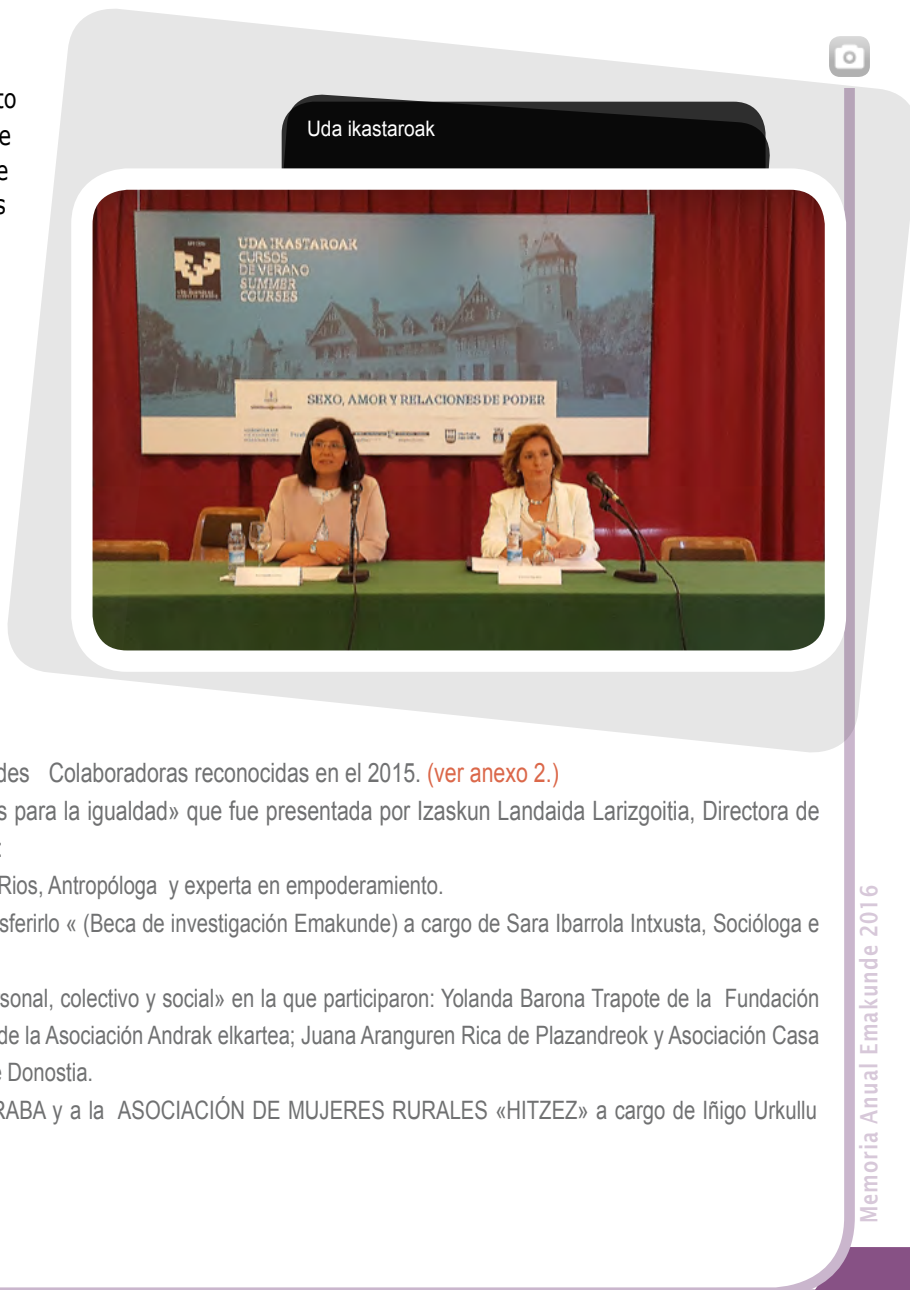 to
e
e
s
Uda ikastaroak
UDA IKASTAROAK
CURSOS
DE VERANO
SUMMER
COURSES
SEXO, AMOR Y RELACIONES DE PODER
des Colaboradoras reconocidas en el 2015. (ver anexo 2.)
s para la igualdad» que fue presentada por Izaskun Landaida Larizgoitia, Directora de
:
Rios, Antropóloga y experta en empoderamiento.
sferirlo « (Beca de investigación Emakunde) a cargo de Sara Ibarrola Intxusta, Socióloga e
rsonal, colectivo y social» en la que participaron: Yolanda Barona Trapote de la Fundación
de la Asociación Andrak elkartea; Juana Aranguren Rica de Plazandreok y Asociación Casa
e Donostia.
RABA y a la ASOCIACIÓN DE MUJERES RURALES «HITZEZ» a cargo de Iñigo Urkullu
Memoria Anual Emakunde 2016